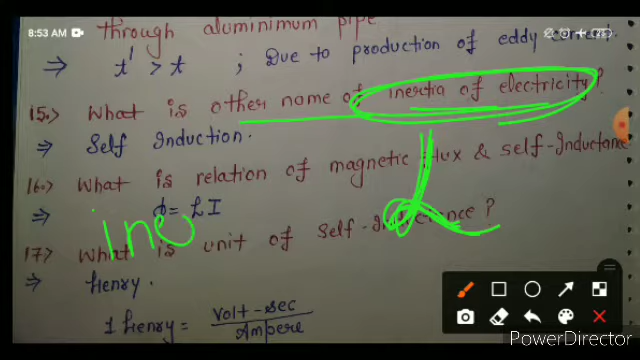 through aluminimum pipe
8:53 AM
⇒ t' > t ; Due to production of eddy current
15.> What is other name of inertia of electricity?
⇒ Self Induction.
16.> What is relation of magnetic flux & self-Inductance
⇒ ϕ = L I
ine
L
17.> What is unit of Self-Inductance?
⇒ henry.
1 henry = Volt-sec / Ampere
PowerDirector